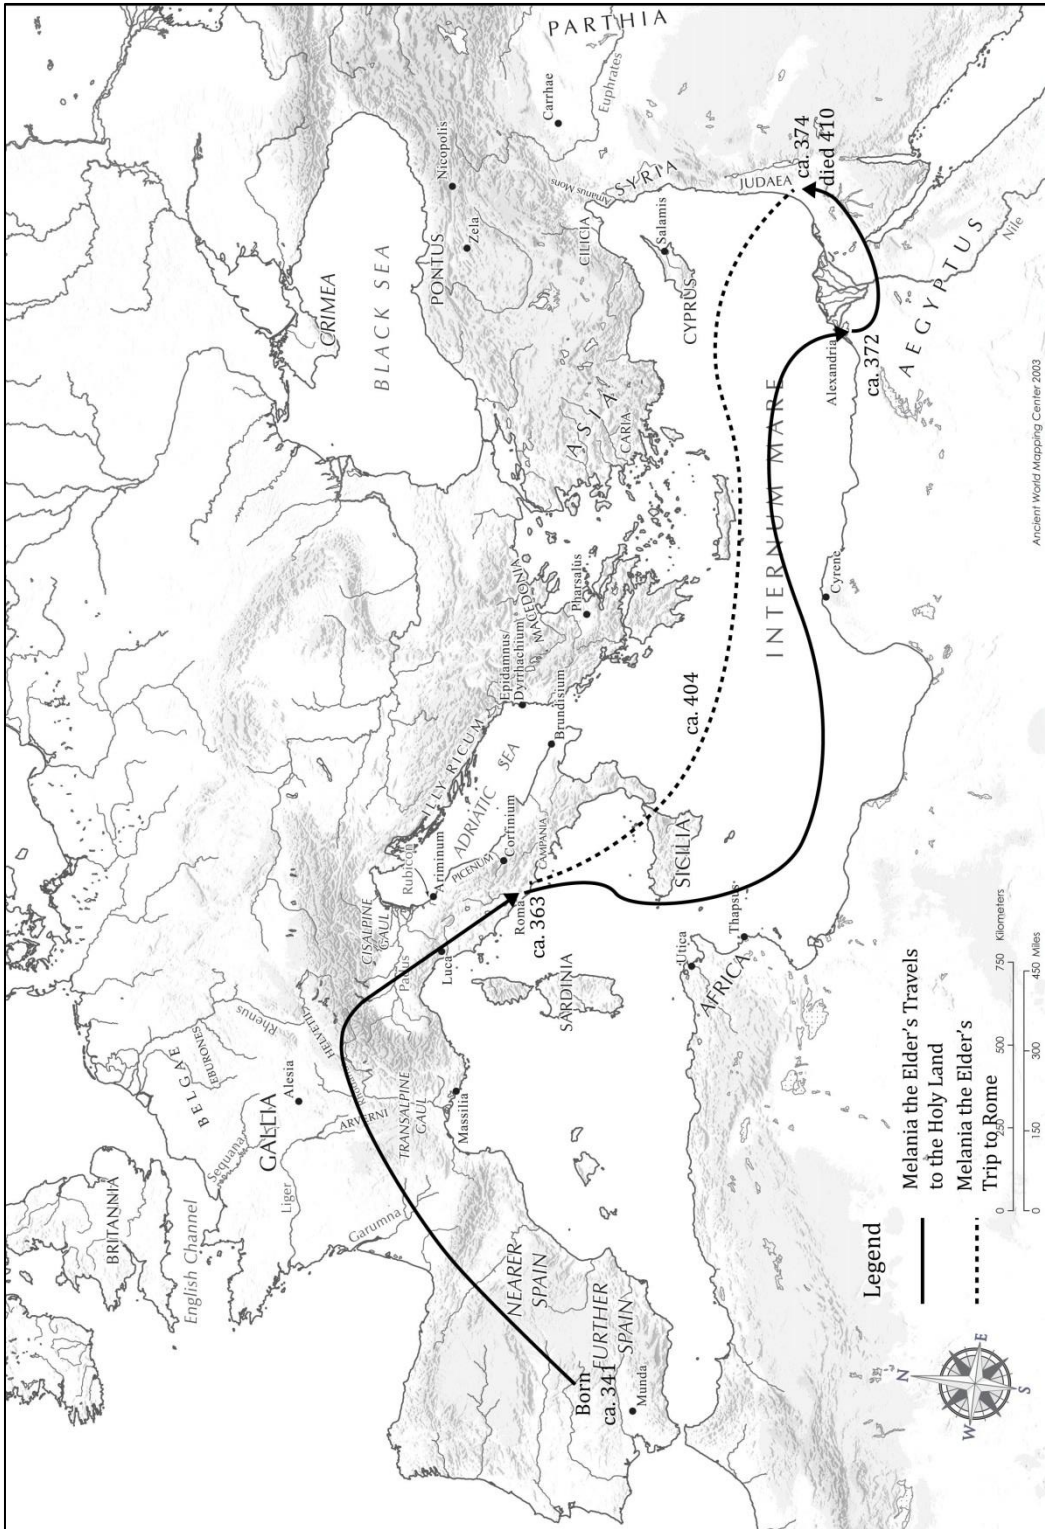 BRITANNIA
English Channel
BELGAE
EBURONES
Rhenus
Sequana
Alesia
GALLIA
HELVETII
Liger
ARVERNI
TRANSALPINE
GAUL
Garumna
Massilia
CISALPINE
GAUL
Padus
Luca
Rubicon
Ariminum
PICENUM
Corfinium
ADRIATIC SEA
ILLYRICUM
Roma
ca. 363
CAMPANIA
Brundisium
Epidamnus/
Dyrrhachium
MACEDONIA
Pharsalus
NEARER
SPAIN
FURTHER
SPAIN
Born
ca. 341
Munda
SARDINIA
SICILIA
Utica
AFRICA
Thapsus
ca. 404
INTERNUM MARE
Cyrene
CRIMEA
BLACK SEA
PONTUS
Nicopolis
Zela
ASIA
CARIA
CILICIA
Amanus Mons
SYRIA
CYPRUS
Salamis
PARTHIA
Carrhae
Euphrates
JUDAEA
ca. 374
died 410
Alexandria
ca. 372
AEGYPTUS
Nile
Legend
Melania the Elder's Travels
to the Holy Land
Melania the Elder's
Trip to Rome
0 250 500 750 Kilometers
0 150 300 450 Miles
N
E
S
W
Ancient World Mapping Center 2003